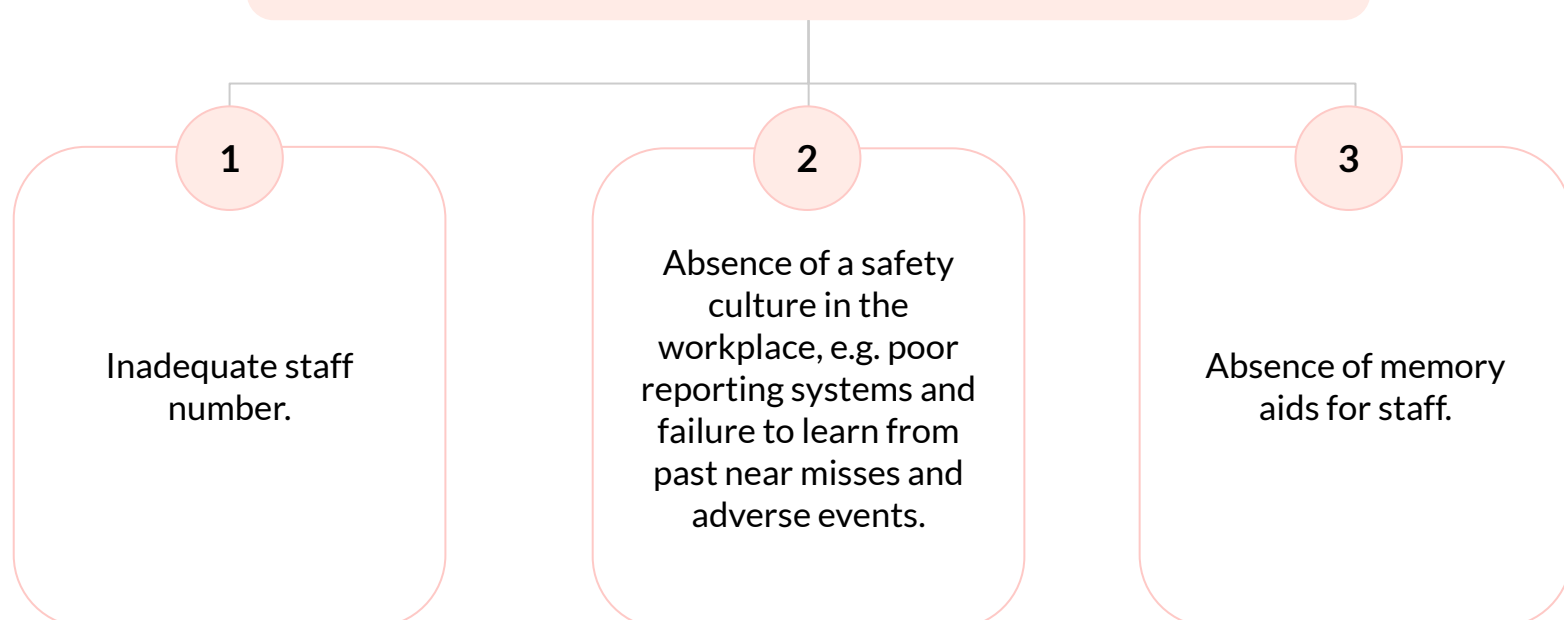 1
Inadequate staff
number.
2
Absence of a safety
culture in the
workplace, e.g. poor
reporting systems and
failure to learn from
past near misses and
adverse events.
3
Absence of memory
aids for staff.